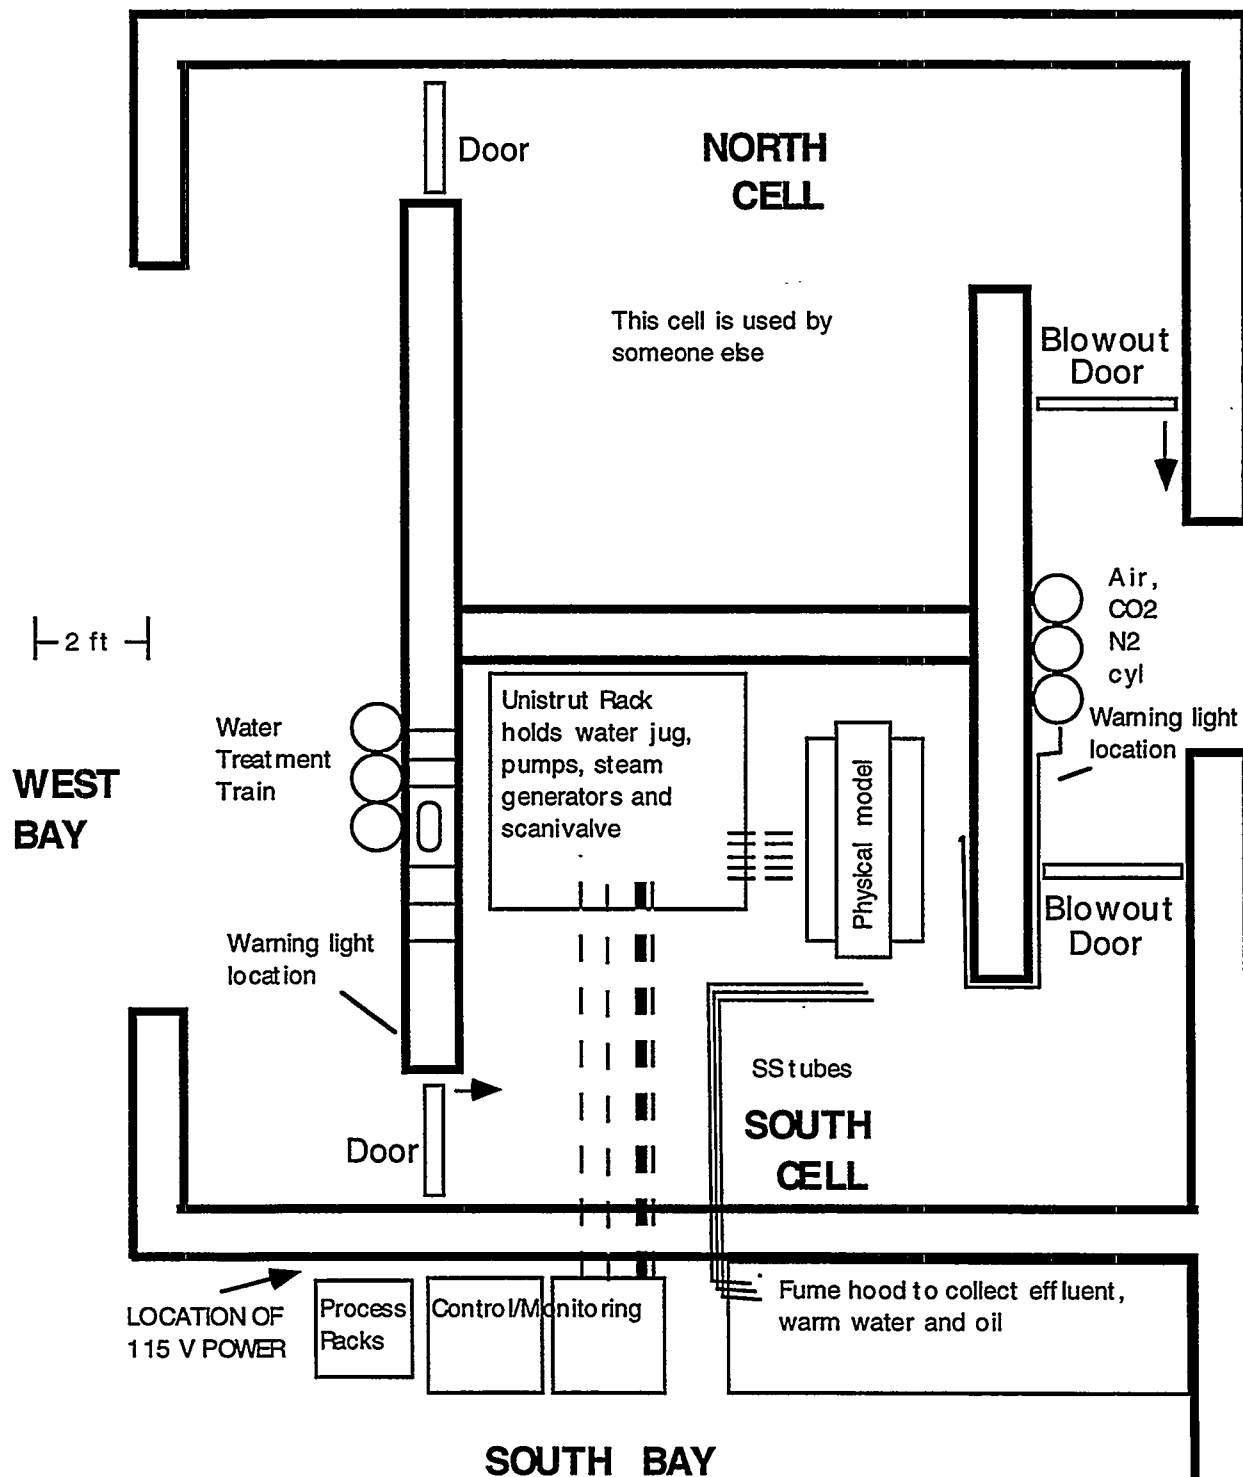 Door
NORTH
CELL
This cell is used by
someone else
Blowout
Door
2 ft
Air,
CO2
N2
cyl
Warning light
location
Water
Treatment
Train
WEST
BAY
Unistrut Rack
holds water jug,
pumps, steam
generators and
scanivalve
Physical model
Blowout
Door
Warning light
location
SS tubes
SOUTH
CELL
Door
LOCATION OF
115 V POWER
Process
Racks
Control/Monitoring
Fume hood to collect effluent,
warm water and oil
SOUTH BAY